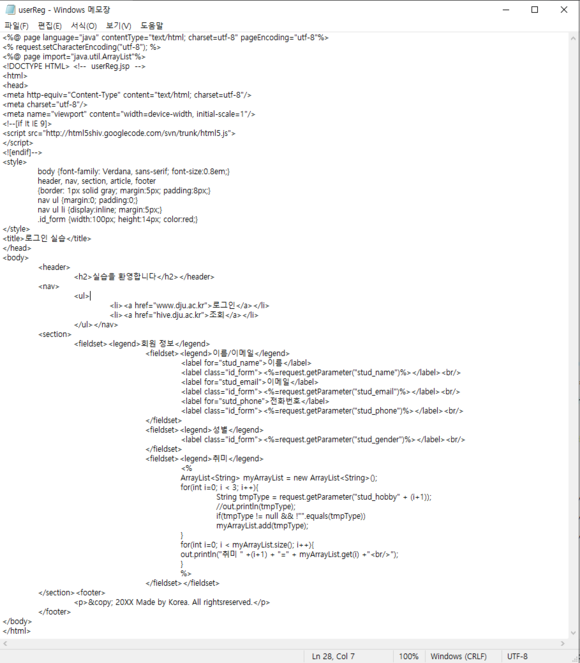 userReg - Windows 메모장
파일(F) 편집(E) 서식(O) 보기(V) 도움말
<%@ page language="java" contentType="text/html; charset=utf-8" pageEncoding="utf-8"%>
<% request.setCharacterEncoding("utf-8"); %>
<%@ page import="java.util.ArrayList"%>
<!DOCTYPE HTML> <!-- userReg.jsp -->
<html>
<head>
<meta http-equiv="Content-Type" content="text/html; charset=utf-8"/>
<meta charset="utf-8"/>
<meta name="viewport" content="width=device-width, initial-scale=1"/>
<!--[if lt IE 9]>
<script src="http://html5shiv.googlecode.com/svn/trunk/html5.js">
</script>
<![endif]-->
<style>
body {font-family: Verdana, sans-serif; font-size:0.8em;}
header, nav, section, article, footer
{border: 1px solid gray; margin:5px; padding:8px;}
nav ul {margin:0; padding:0;}
nav ul li {display:inline; margin:5px;}
.id_form {width:100px; height:14px; color:red;}
</style>
<title>로그인 실습</title>
</head>
<body>
<header>
<h2>실습을 환영합니다</h2></header>
<nav>
<ul>
<li><a href="www.dju.ac.kr">로그인</a></li>
<li><a href="hive.dju.ac.kr">조회</a></li>
</ul></nav>
<section>
<fieldset><legend>회원 정보</legend>
<fieldset><legend>이름/이메일</legend>
<label for="stud_name">이름</label>
<label class="id_form"><%=request.getParameter("stud_name")%></label><br/>
<label for="stud_email">이메일</label>
<label class="id_form"><%=request.getParameter("stud_email")%></label><br/>
<label for="sutd_phone">전화번호</label>
<label class="id_form"><%=request.getParameter("stud_phone")%></label><br/>
</fieldset>
<fieldset><legend>성별</legend>
<label class="id_form"><%=request.getParameter("stud_gender")%></label><br/>
</fieldset>
<fieldset><legend>취미</legend>
<%
ArrayList<String> myArrayList = new ArrayList<String>();
for(int i=0; i < 3; i++){
String tmpType = request.getParameter("stud_hobby" + (i+1));
//out.println(tmpType);
if(tmpType != null && !"".equals(tmpType))
myArrayList.add(tmpType);
}
for(int i=0; i < myArrayList.size(); i++){
out.println("취미 " +(i+1) + "=" + myArrayList.get(i) +"<br/>");
}
%>
</fieldset></fieldset>
</section><footer>
<p>&copy; 20XX Made by Korea. All rightsreserved.</p>
</footer>
</body>
</html>
Ln 28, Col 7 100% Windows (CRLF) UTF-8